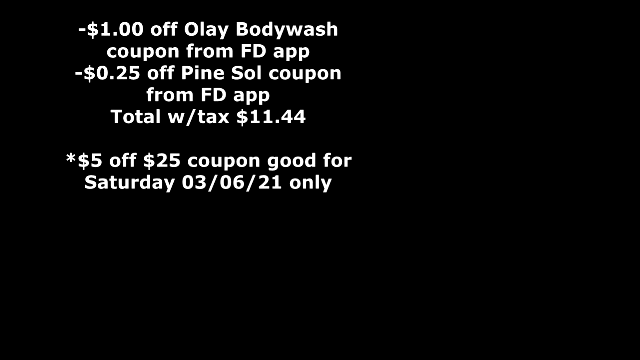 -$1.00 off Olay Bodywash
coupon from FD app
-$0.25 off Pine Sol coupon
from FD app
Total w/tax $11.44
*$5 off $25 coupon good for
Saturday 03/06/21 only